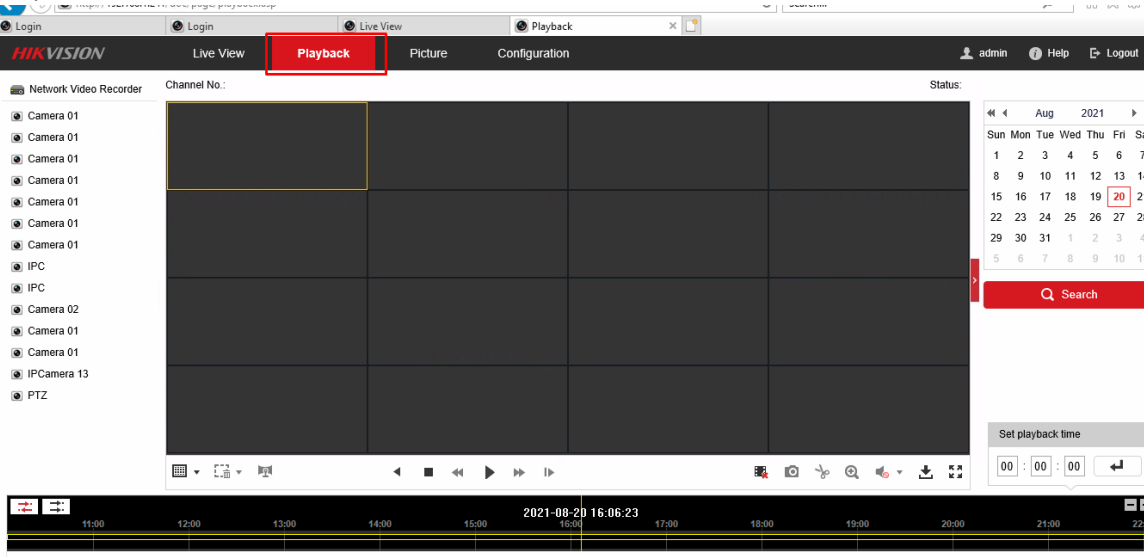 Login
Login
Live View
Playback
HIKVISION
Live View
Playback
Picture
Configuration
admin
Help
Logout
Network Video Recorder
Channel No.:
Status:
Camera 01
Camera 01
Camera 01
Camera 01
Camera 01
Camera 01
Camera 01
IPC
IPC
Camera 02
Camera 01
Camera 01
IPCamera 13
PTZ
Aug 2021
Sun Mon Tue Wed Thu Fri
1 2 3 4 5 6 7
8 9 10 11 12 13
15 16 17 18 19 20
22 23 24 25 26 27
29 30 31 1 2 3 4
5 6 7 8 9 10
Search
Set playback time
00 : 00 : 00
2021-08-20 16:06:23
11:00 12:00 13:00 14:00 15:00 16:00 17:00 18:00 19:00 20:00 21:00